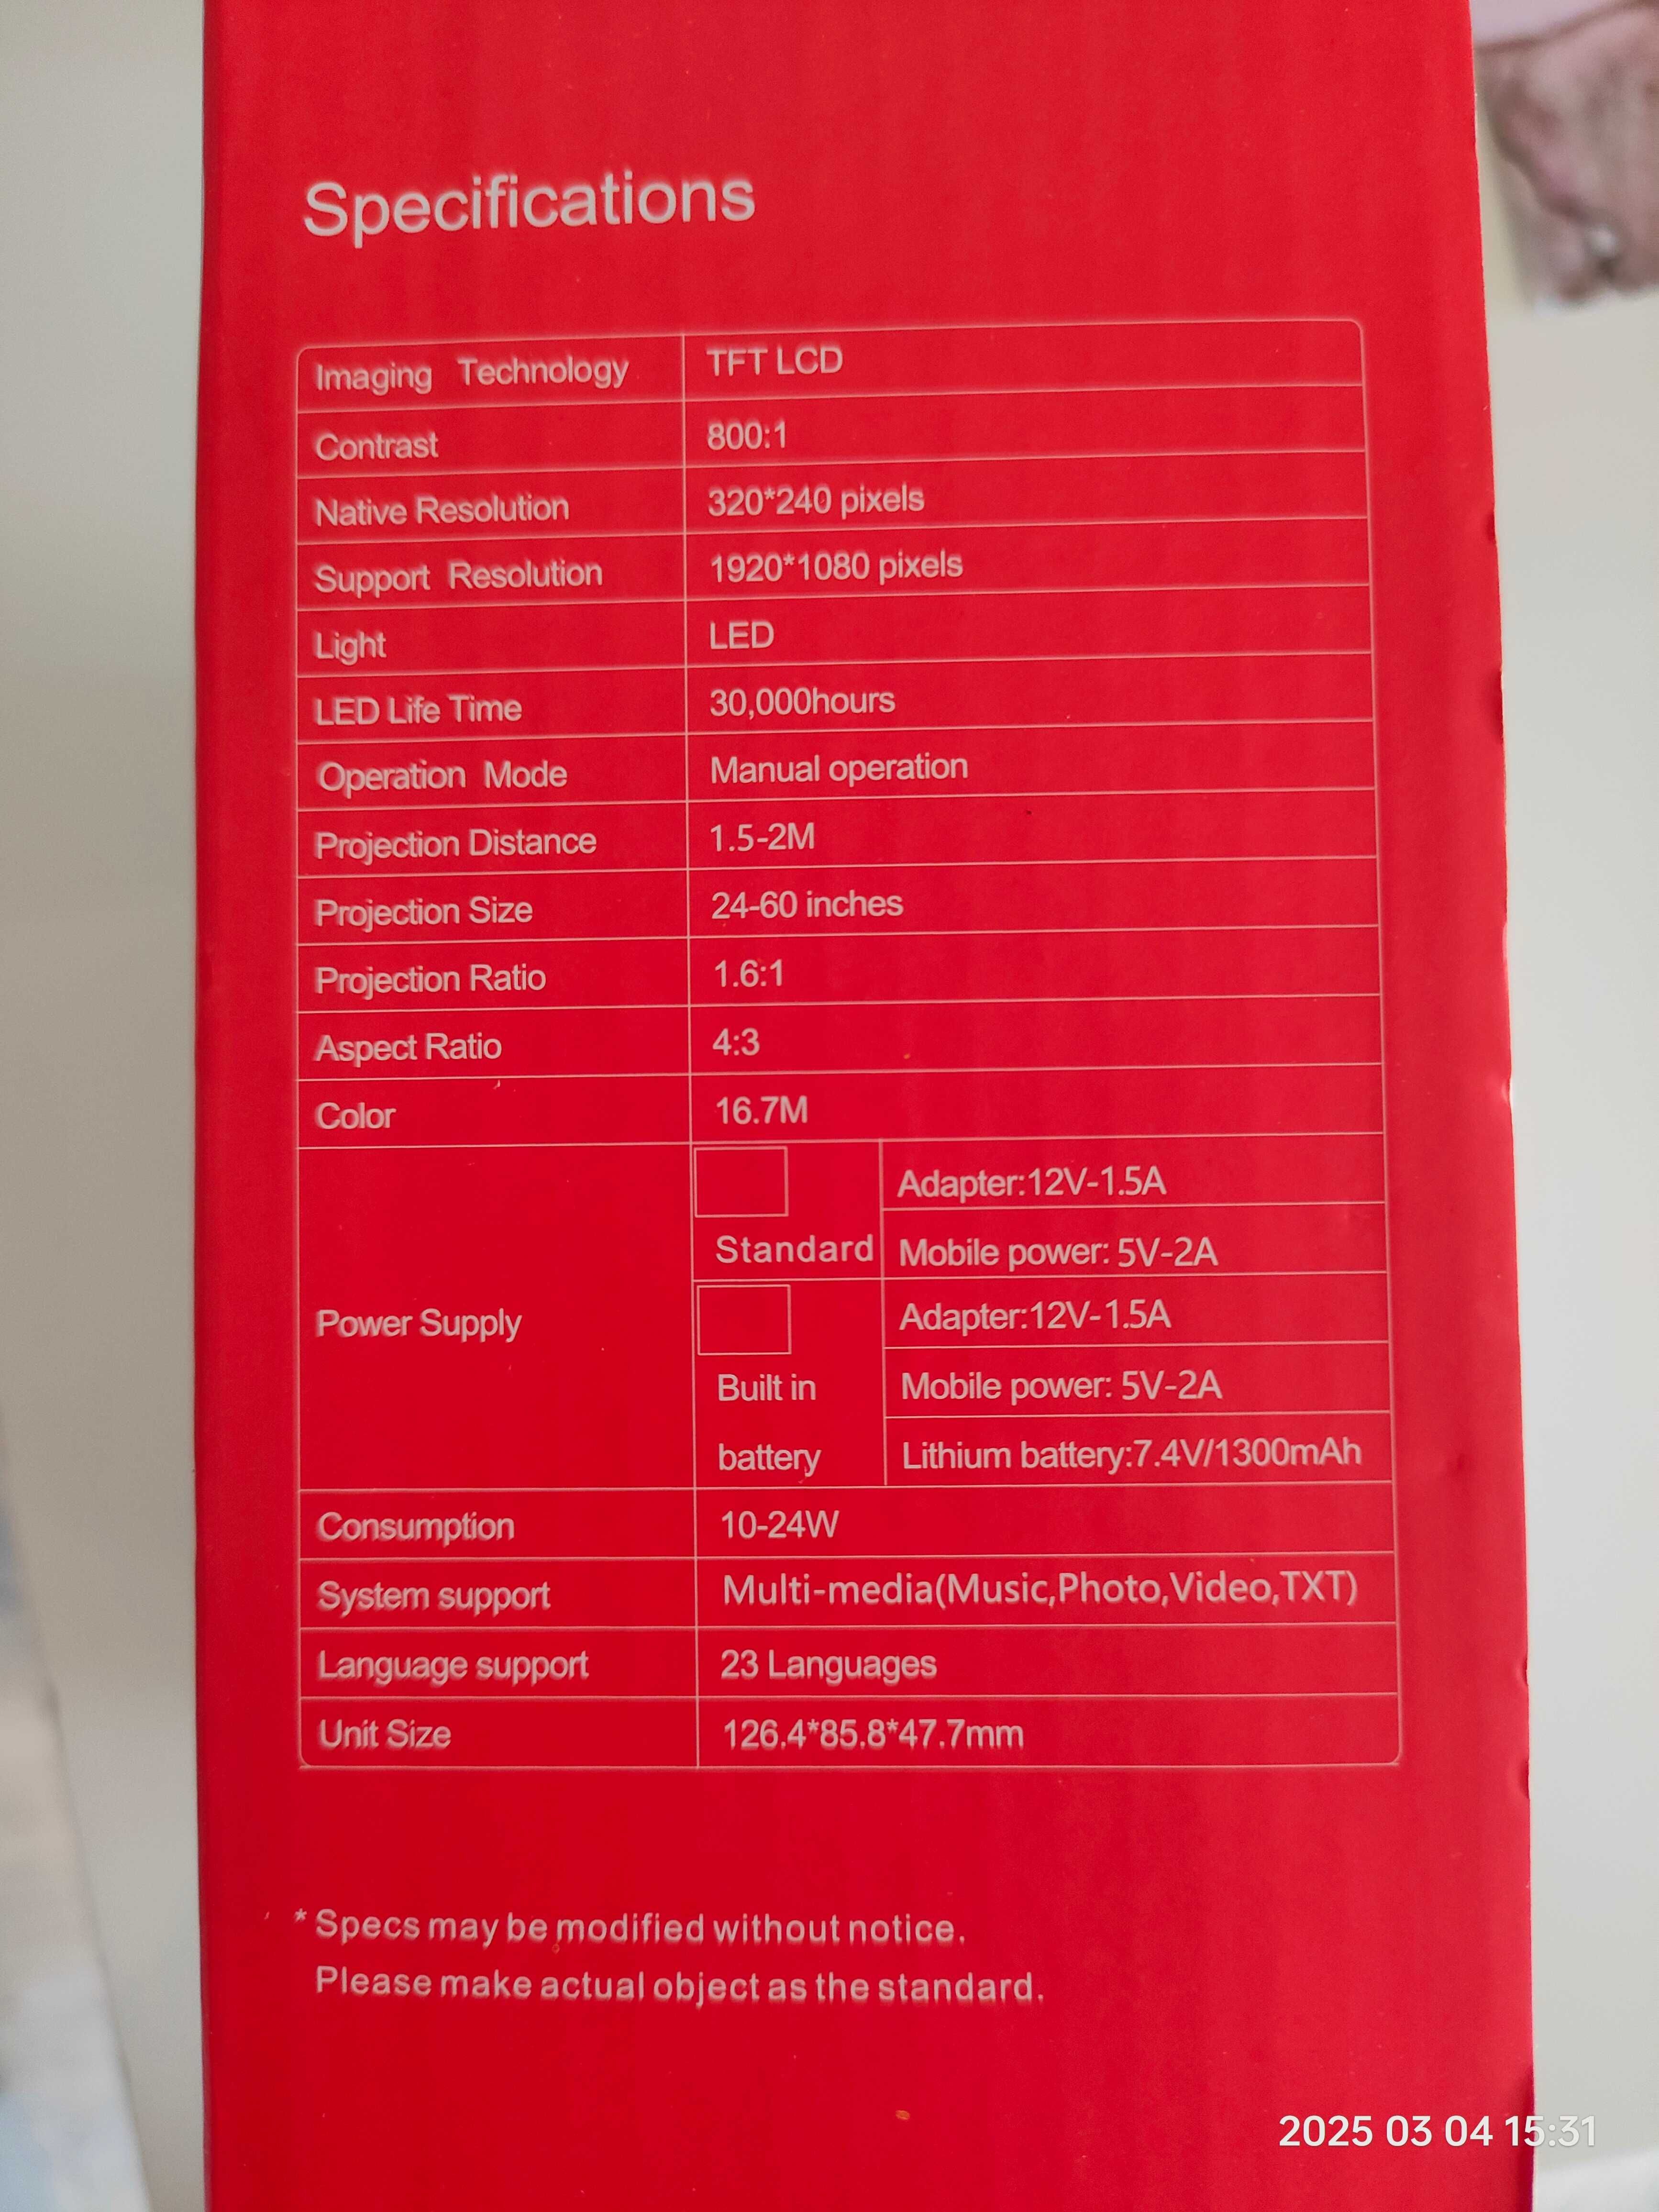 Specifications
Imaging Technology TFT LCD
Contrast 800:1
Native Resolution 320*240 pixels
Support Resolution 1920*1080 pixels
Light LED
LED Life Time 30,000hours
Operation Mode Manual operation
Projection Distance 1.5-2M
Projection Size 24-60 inches
Projection Ratio 1.6:1
Aspect Ratio 4:3
Color 16.7M
Power Supply
Standard
Adapter:12V-1.5A
Mobile power: 5V-2A
Built in
battery
Adapter:12V-1.5A
Mobile power: 5V-2A
Lithium battery:7.4V/1300mAh
Consumption 10-24W
System support Multi-media(Music,Photo,Video,TXT)
Language support 23 Languages
Unit Size 126.4*85.8*47.7mm
* Specs may be modified without notice.
Please make actual object as the standard.
2025 03 04 15:31